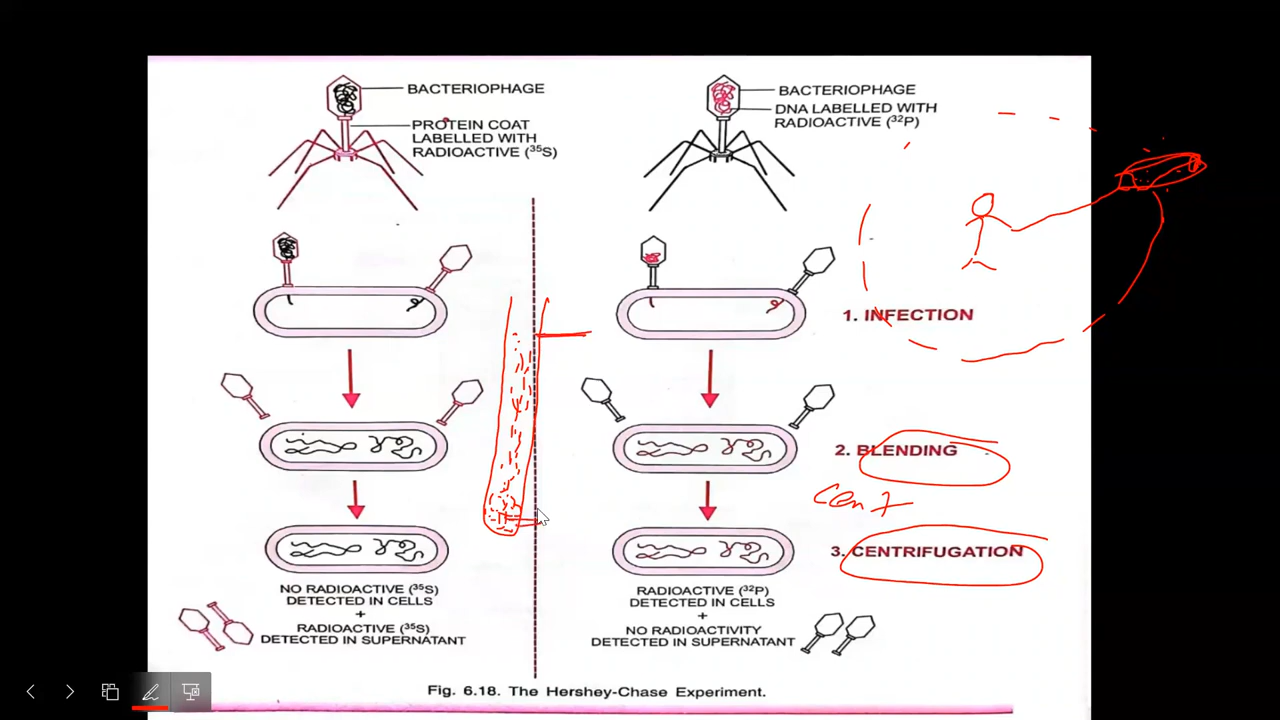 BACTERIOPHAGE
PROTEIN COAT
LABELLED WITH
RADIOACTIVE (³⁵S)
BACTERIOPHAGE
DNA LABELLED WITH
RADIOACTIVE (³²P)
1. INFECTION
2. BLENDING
cent
3. CENTRIFUGATION
NO RADIOACTIVE (³⁵S)
DETECTED IN CELLS
+
RADIOACTIVE (³⁵S)
DETECTED IN SUPERNATANT
RADIOACTIVE (³²P)
DETECTED IN CELLS
+
NO RADIOACTIVITY
DETECTED IN SUPERNATANT
Fig. 6.18. The Hershey-Chase Experiment.